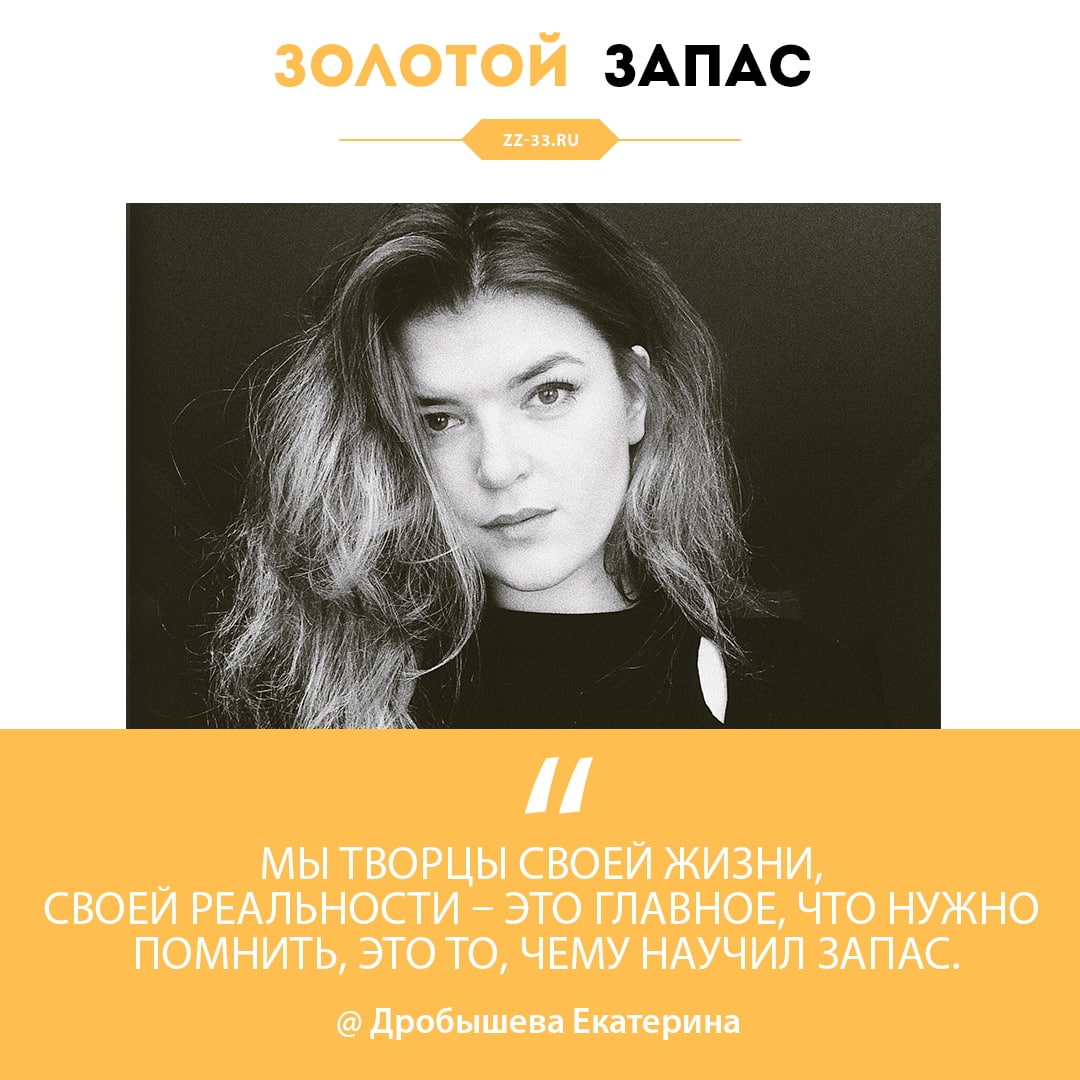 ЗОЛОТОЙ ЗАПАС
ZZ-33.RU
МЫ ТВОРЦЫ СВОЕЙ ЖИЗНИ,
СВОЕЙ РЕАЛЬНОСТИ – ЭТО ГЛАВНОЕ, ЧТО НУЖНО
ПОМНИТЬ, ЭТО ТО, ЧЕМУ НАУЧИЛ ЗАПАС.
@ Дробышева Екатерина